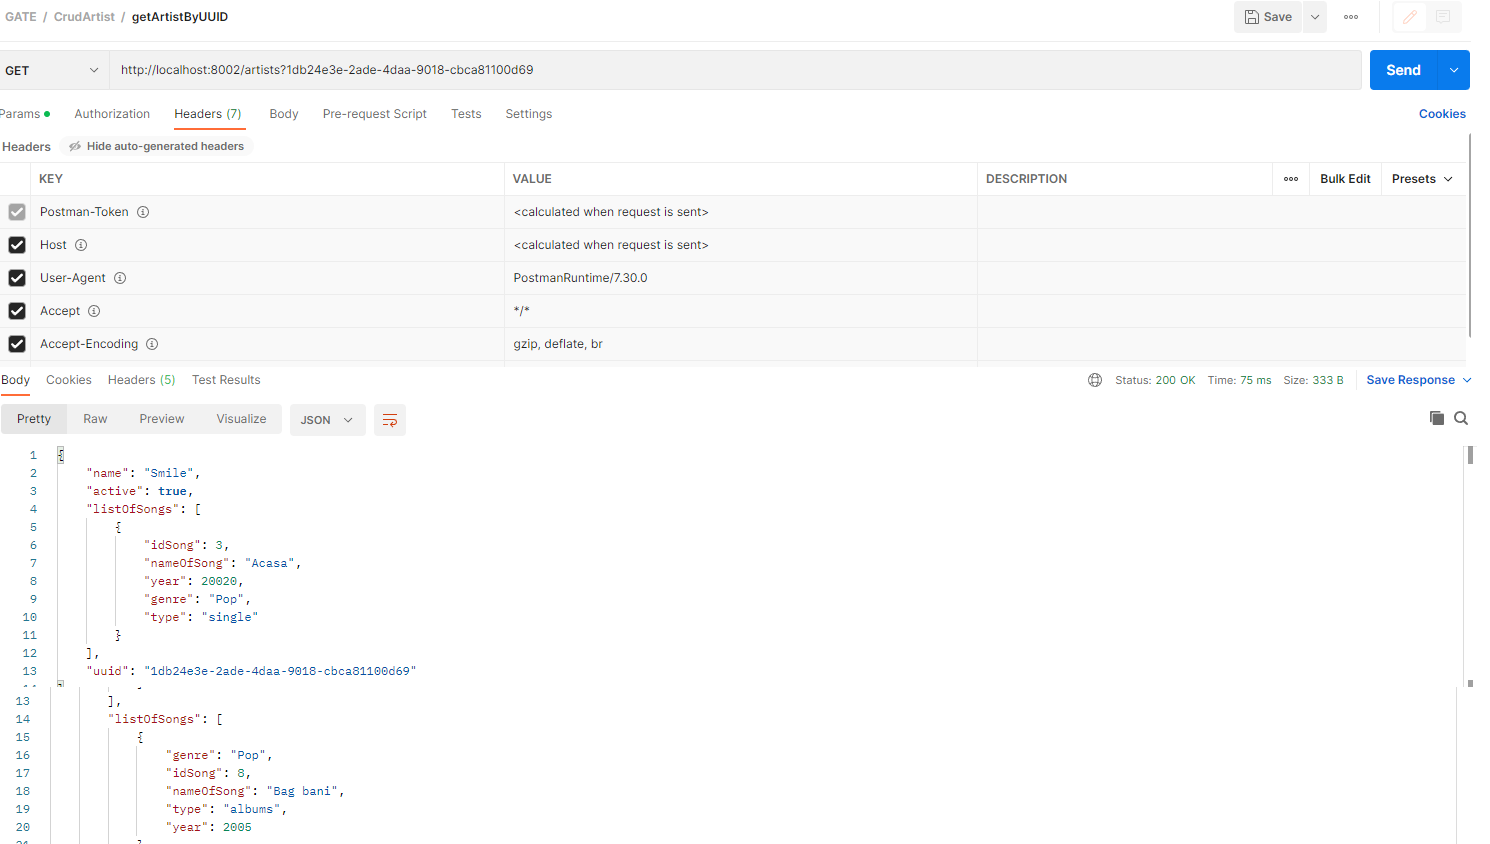 GATE / CrudArtist / getArtistByUUID
Save
GET http://localhost:8002/artists?1db24e3e-2ade-4daa-9018-cbca81100d69 Send
Params Authorization Headers (7) Body Pre-request Script Tests Settings Cookies
Headers Hide auto-generated headers
KEY VALUE DESCRIPTION Bulk Edit Presets
Postman-Token <calculated when request is sent>
Host <calculated when request is sent>
User-Agent PostmanRuntime/7.30.0
Accept */*
Accept-Encoding gzip, deflate, br
Body Cookies Headers (5) Test Results Status: 200 OK Time: 75 ms Size: 333 B Save Response
Pretty Raw Preview Visualize JSON
1 {
2 "name": "Smile",
3 "active": true,
4 "listOfSongs": [
5 {
6 "idSong": 3,
7 "nameOfSong": "Acasa",
8 "year": 20020,
9 "genre": "Pop",
10 "type": "single"
11 }
12 ],
13 "uuid": "1db24e3e-2ade-4daa-9018-cbca81100d69"
13 ],
14 "listOfSongs": [
15 {
16 "genre": "Pop",
17 "idSong": 8,
18 "nameOfSong": "Bag bani",
19 "type": "albums",
20 "year": 2005